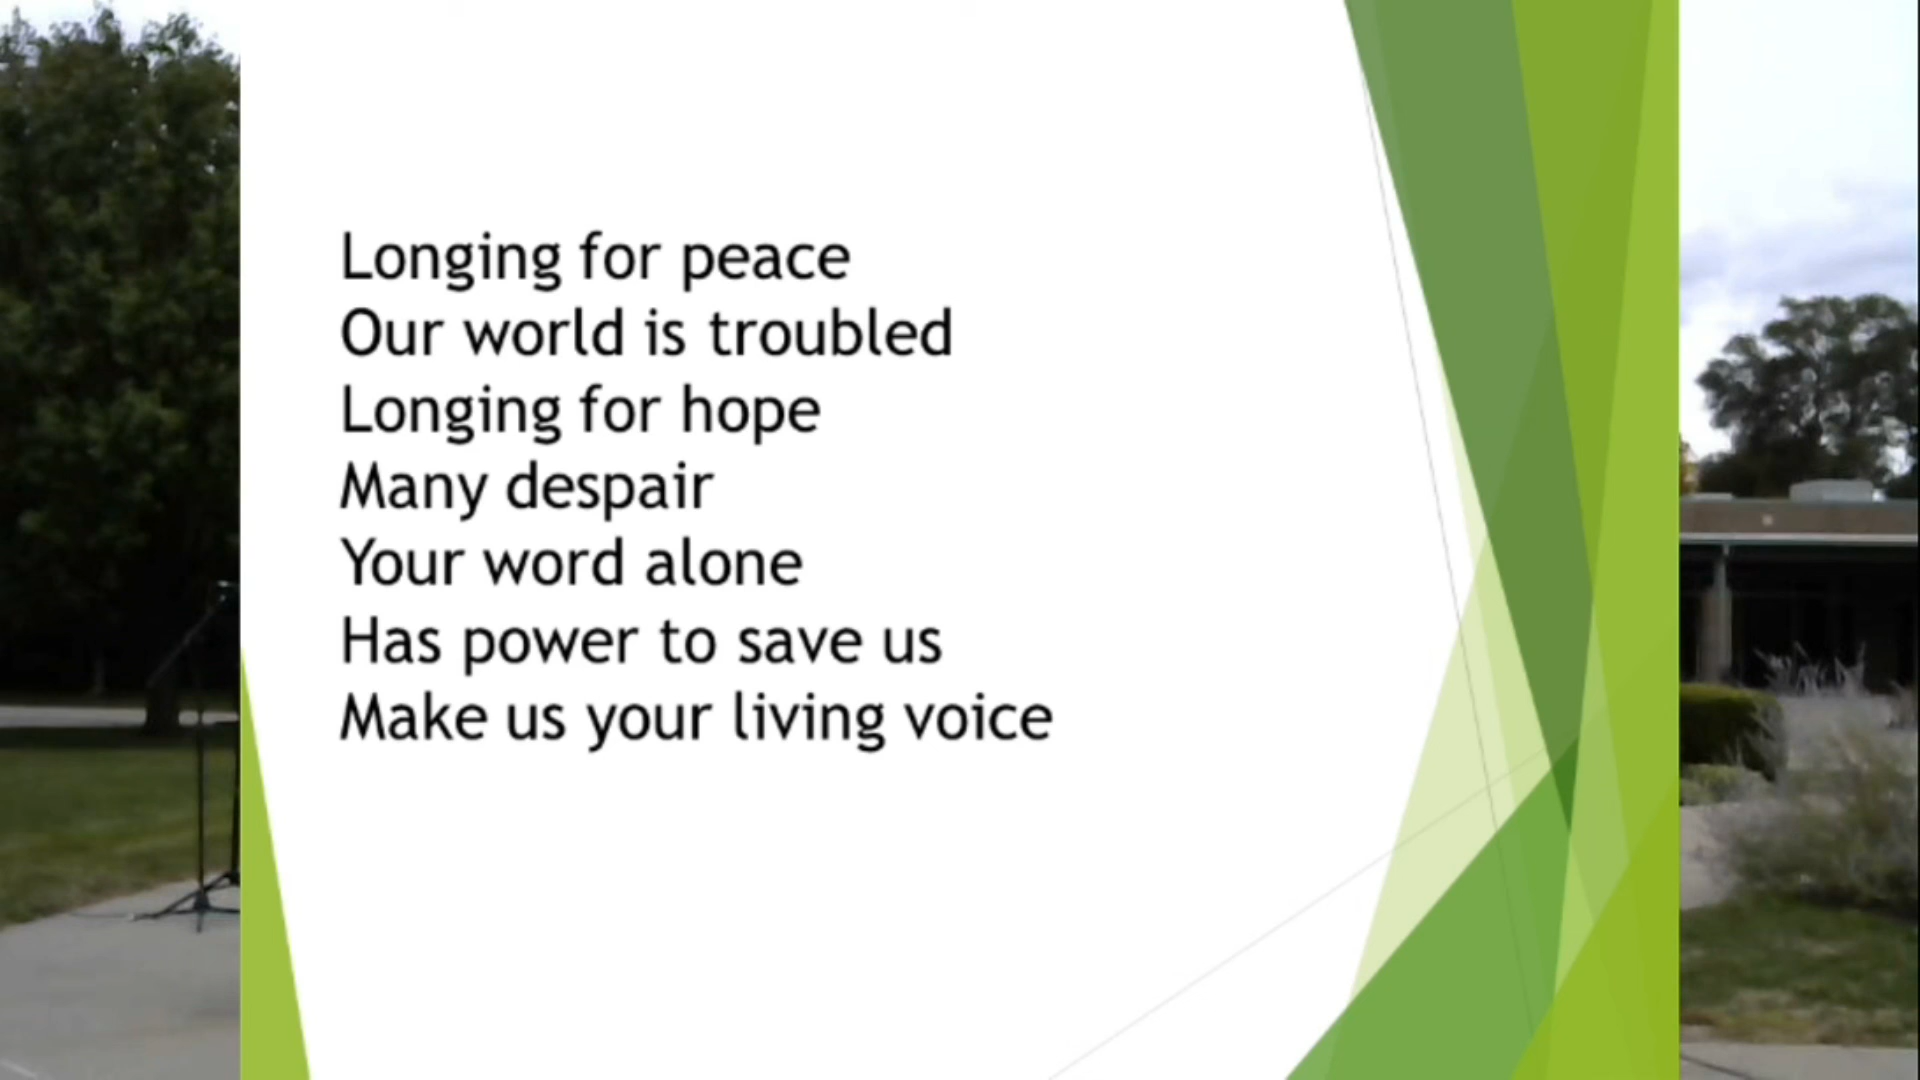 Longing for peace
Our world is troubled
Longing for hope
Many despair
Your word alone
Has power to save us
Make us your living voice